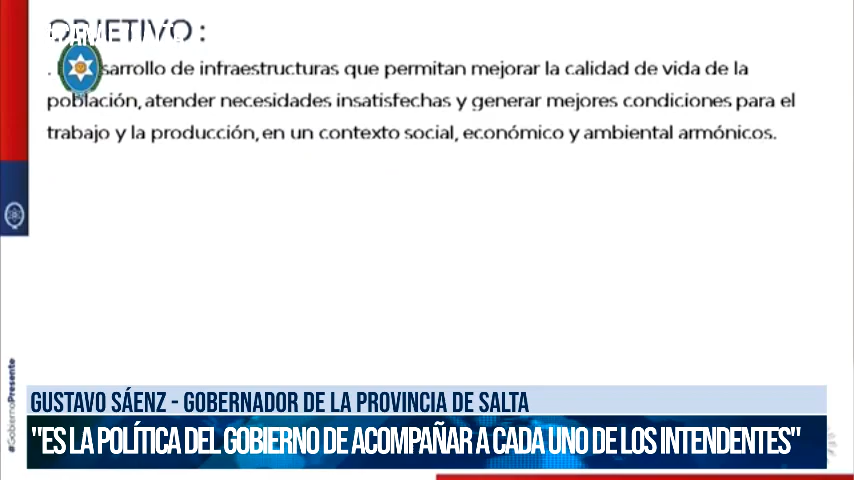 OBJETIVO :
sarrollo de infraestructuras que permitan mejorar la calidad de vida de la
población, atender necesidades insatisfechas y generar mejores condiciones para el
trabajo y la producción, en un contexto social, económico y ambiental armónicos.
#GobiernoPresente
GUSTAVO SÁENZ - GOBERNADOR DE LA PROVINCIA DE SALTA
"ES LA POLÍTICA DEL GOBIERNO DE ACOMPAÑAR A CADA UNO DE LOS INTENDENTES"